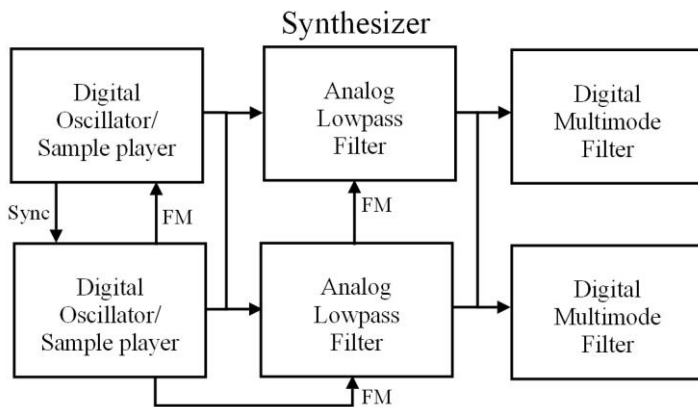 Synthesizer
Digital
Oscillator/
Sample player
Analog
Lowpass
Filter
Digital
Multimode
Filter
Sync
FM
FM
Digital
Oscillator/
Sample player
Analog
Lowpass
Filter
Digital
Multimode
Filter
FM